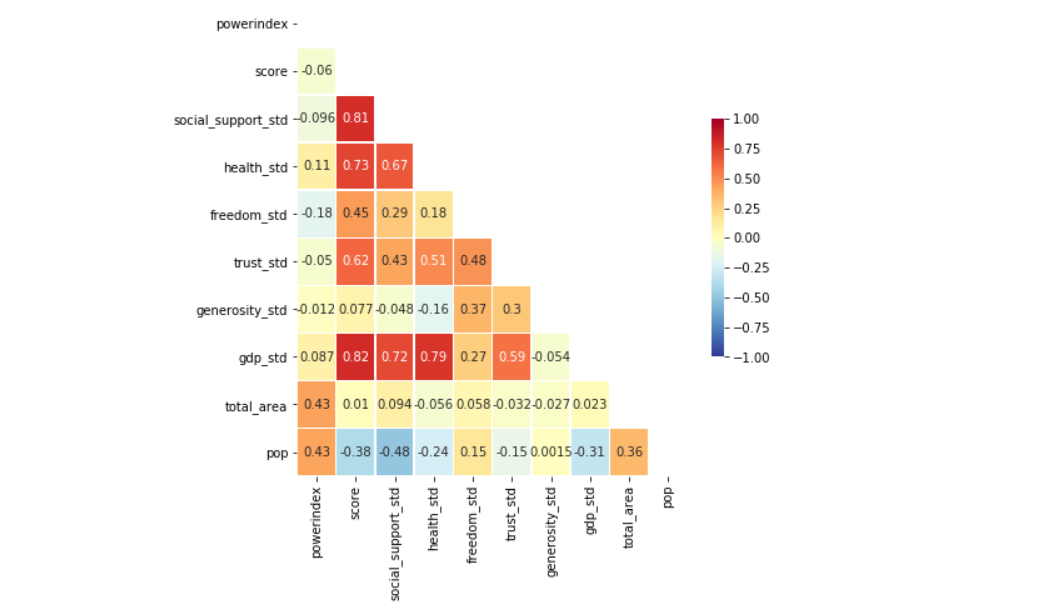 powerindex
score -0.06
social_support_std -0.096 0.81
health_std 0.11 0.73 0.67
freedom_std -0.18 0.45 0.29 0.18
trust_std -0.05 0.62 0.43 0.51 0.48
generosity_std -0.012 0.077 -0.048 -0.16 0.37 0.3
gdp_std 0.087 0.82 0.72 0.79 0.27 0.59 -0.054
total_area 0.43 0.01 0.094 -0.056 0.058 -0.032 -0.027 0.023
pop 0.43 -0.38 -0.48 -0.24 0.15 -0.15 0.0015 -0.31 0.36
powerindex
score
social_support_std
health_std
freedom_std
trust_std
generosity_std
gdp_std
total_area
pop
1.00
0.75
0.50
0.25
0.00
−0.25
−0.50
−0.75
−1.00